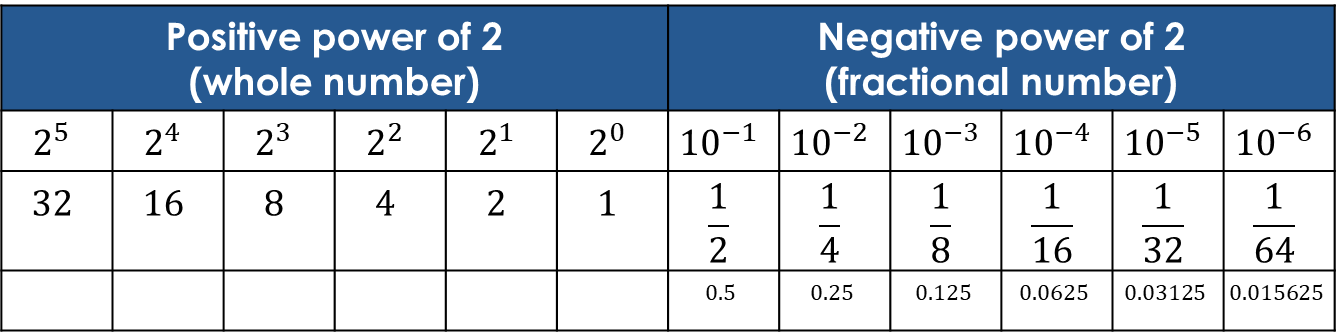 Positive power of 2
(whole number)
Negative power of 2
(fractional number)
2⁵ 2⁴ 2³ 2² 2¹ 2⁰ 10⁻¹ 10⁻² 10⁻³ 10⁻⁴ 10⁻⁵ 10⁻⁶
32 16 8 4 2 1 1/2 1/4 1/8 1/16 1/32 1/64
0.5 0.25 0.125 0.0625 0.03125 0.015625